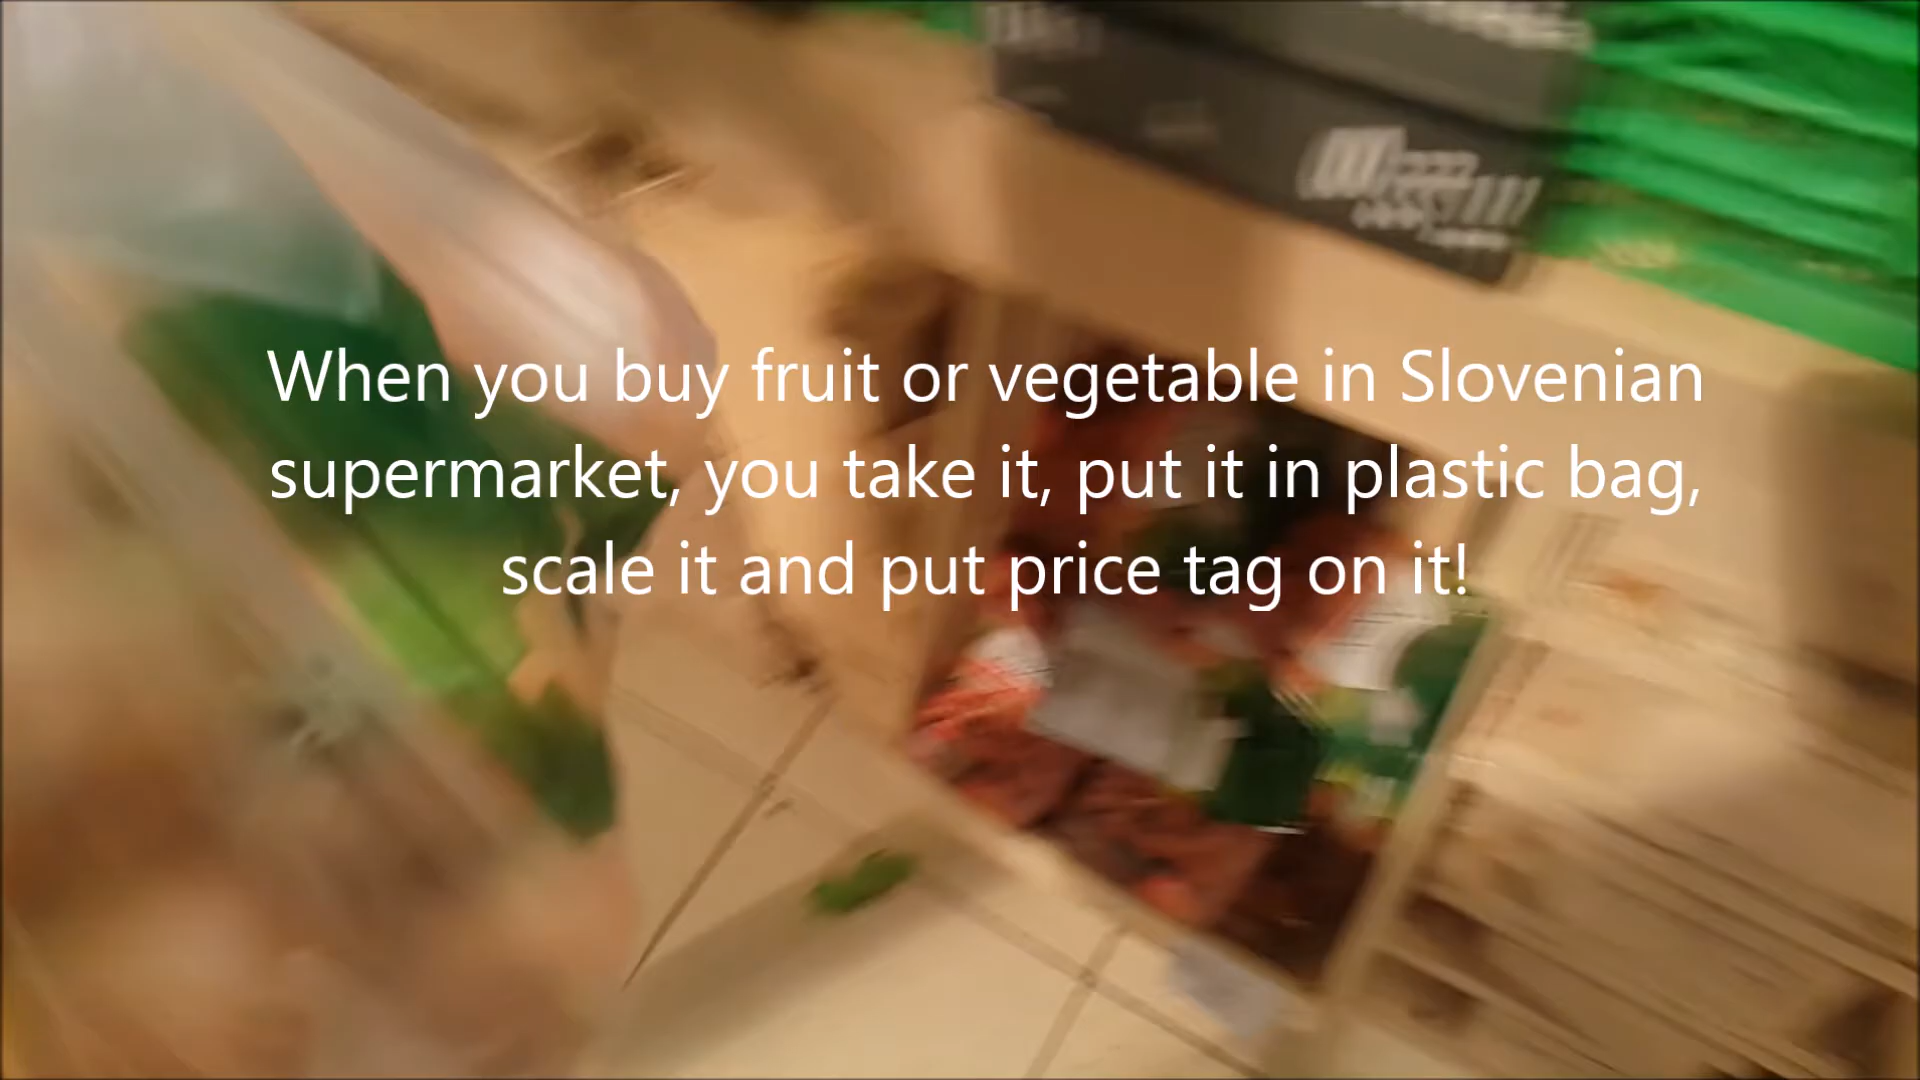 When you buy fruit or vegetable in Slovenian
supermarket, you take it, put it in plastic bag,
scale it and put price tag on it!